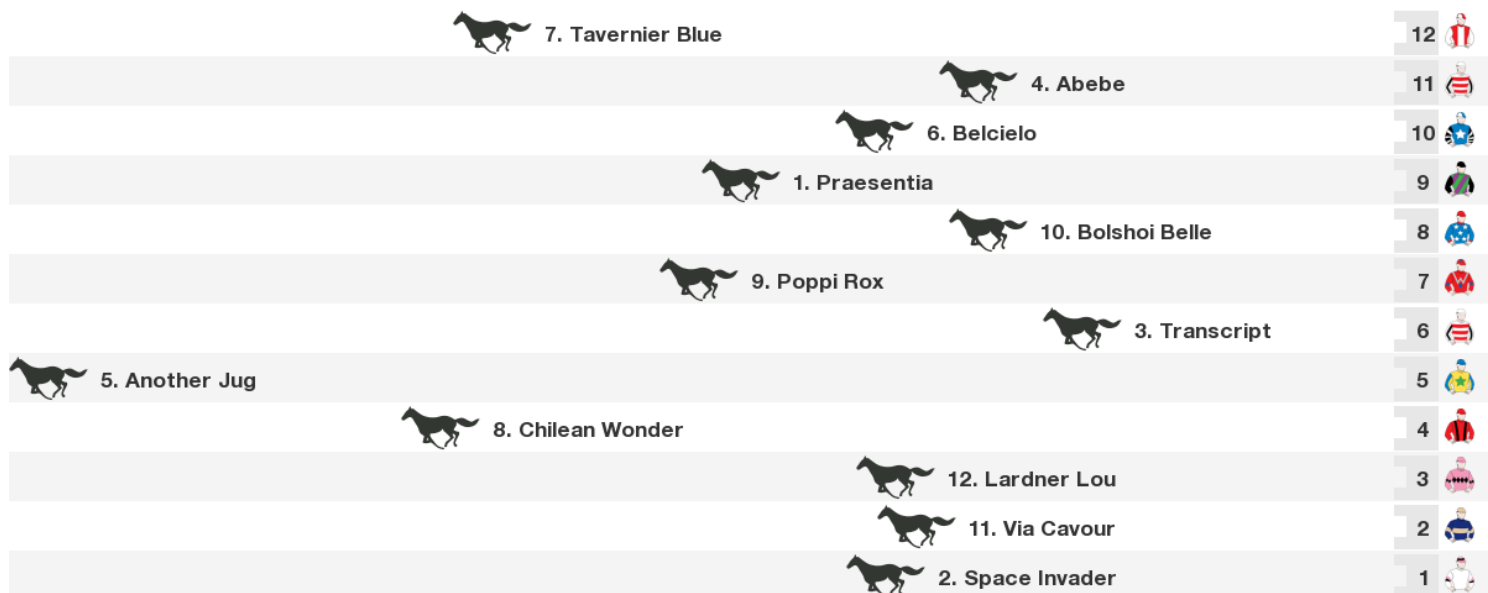 7. Tavernier Blue 12
4. Abebe 11
6. Belcielo 10
1. Praesentia 9
10. Bolshoi Belle 8
9. Poppi Rox 7
3. Transcript 6
5. Another Jug 5
8. Chilean Wonder 4
12. Lardner Lou 3
11. Via Cavour 2
2. Space Invader 1